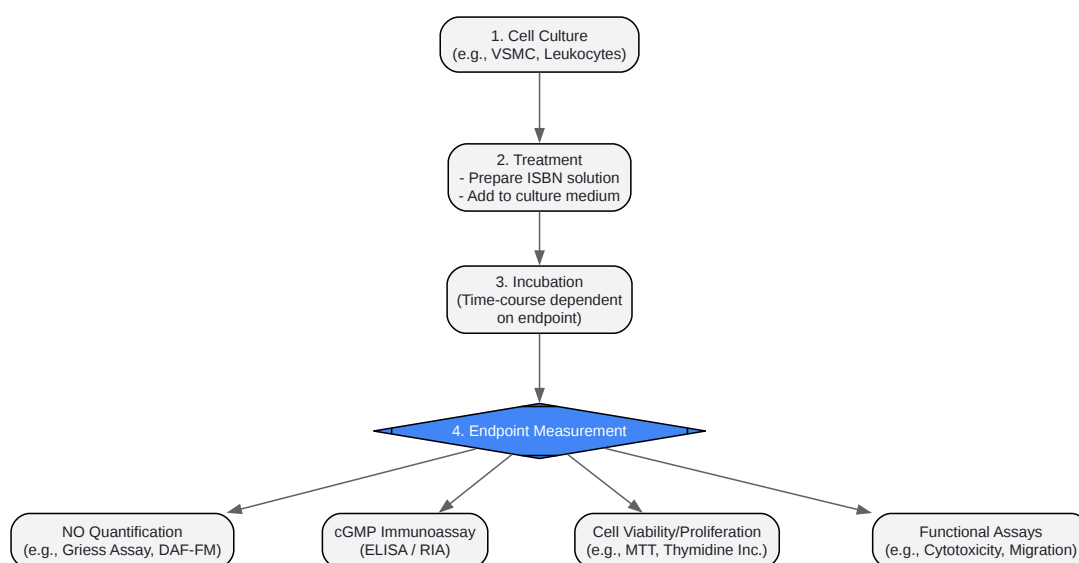 1. Cell Culture
(e.g., VSMC, Leukocytes)
2. Treatment
- Prepare ISBN solution
- Add to culture medium
3. Incubation
(Time-course dependent
on endpoint)
4. Endpoint Measurement
NO Quantification
(e.g., Griess Assay, DAF-FM)
cGMP Immunoassay
(ELISA / RIA)
Cell Viability/Proliferation
(e.g., MTT, Thymidine Inc.)
Functional Assays
(e.g., Cytotoxicity, Migration)